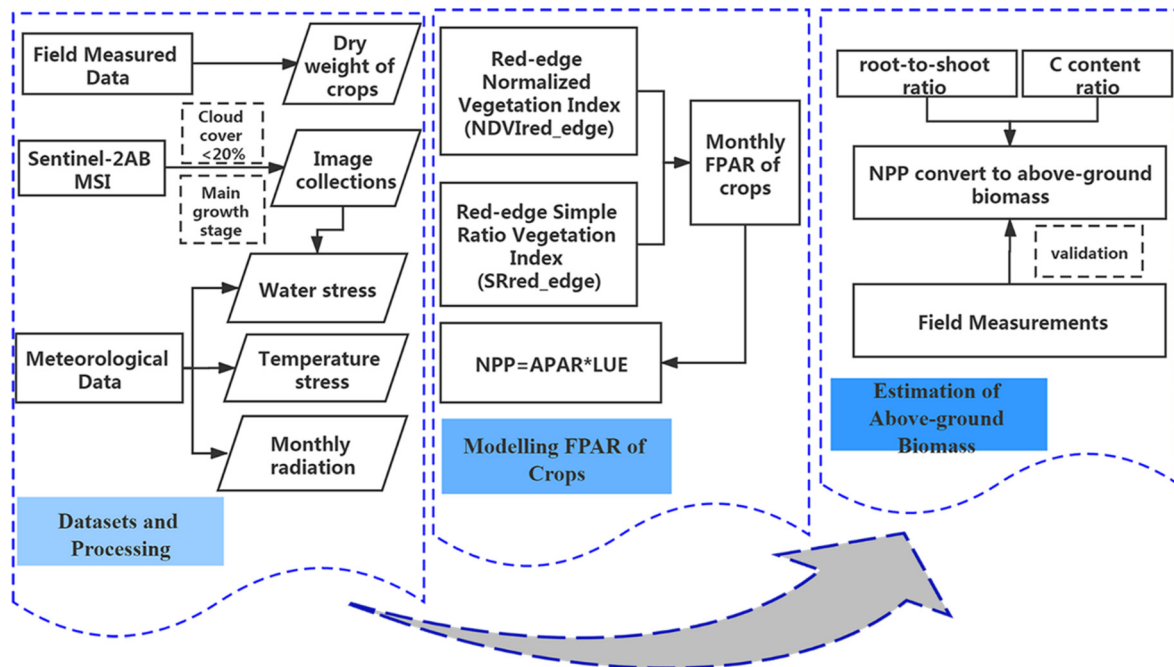 Field Measured
Data
Dry
weight of
crops
Cloud
cover
<20%
Sentinel-2AB
MSI
Image
collections
Main
growth
stage
Water stress
Meteorological
Data
Temperature
stress
Monthly
radiation
Datasets and
Processing
Red-edge
Normalized
Vegetation Index
(NDVIred_edge)
Monthly
FPAR of
crops
Red-edge Simple
Ratio Vegetation
Index
(SRred_edge)
NPP=APAR*LUE
Modelling FPAR of
Crops
root-to-shoot
ratio
C content ratio
NPP convert to above-ground
biomass
validation
Field Measurements
Estimation of
Above-ground
Biomass